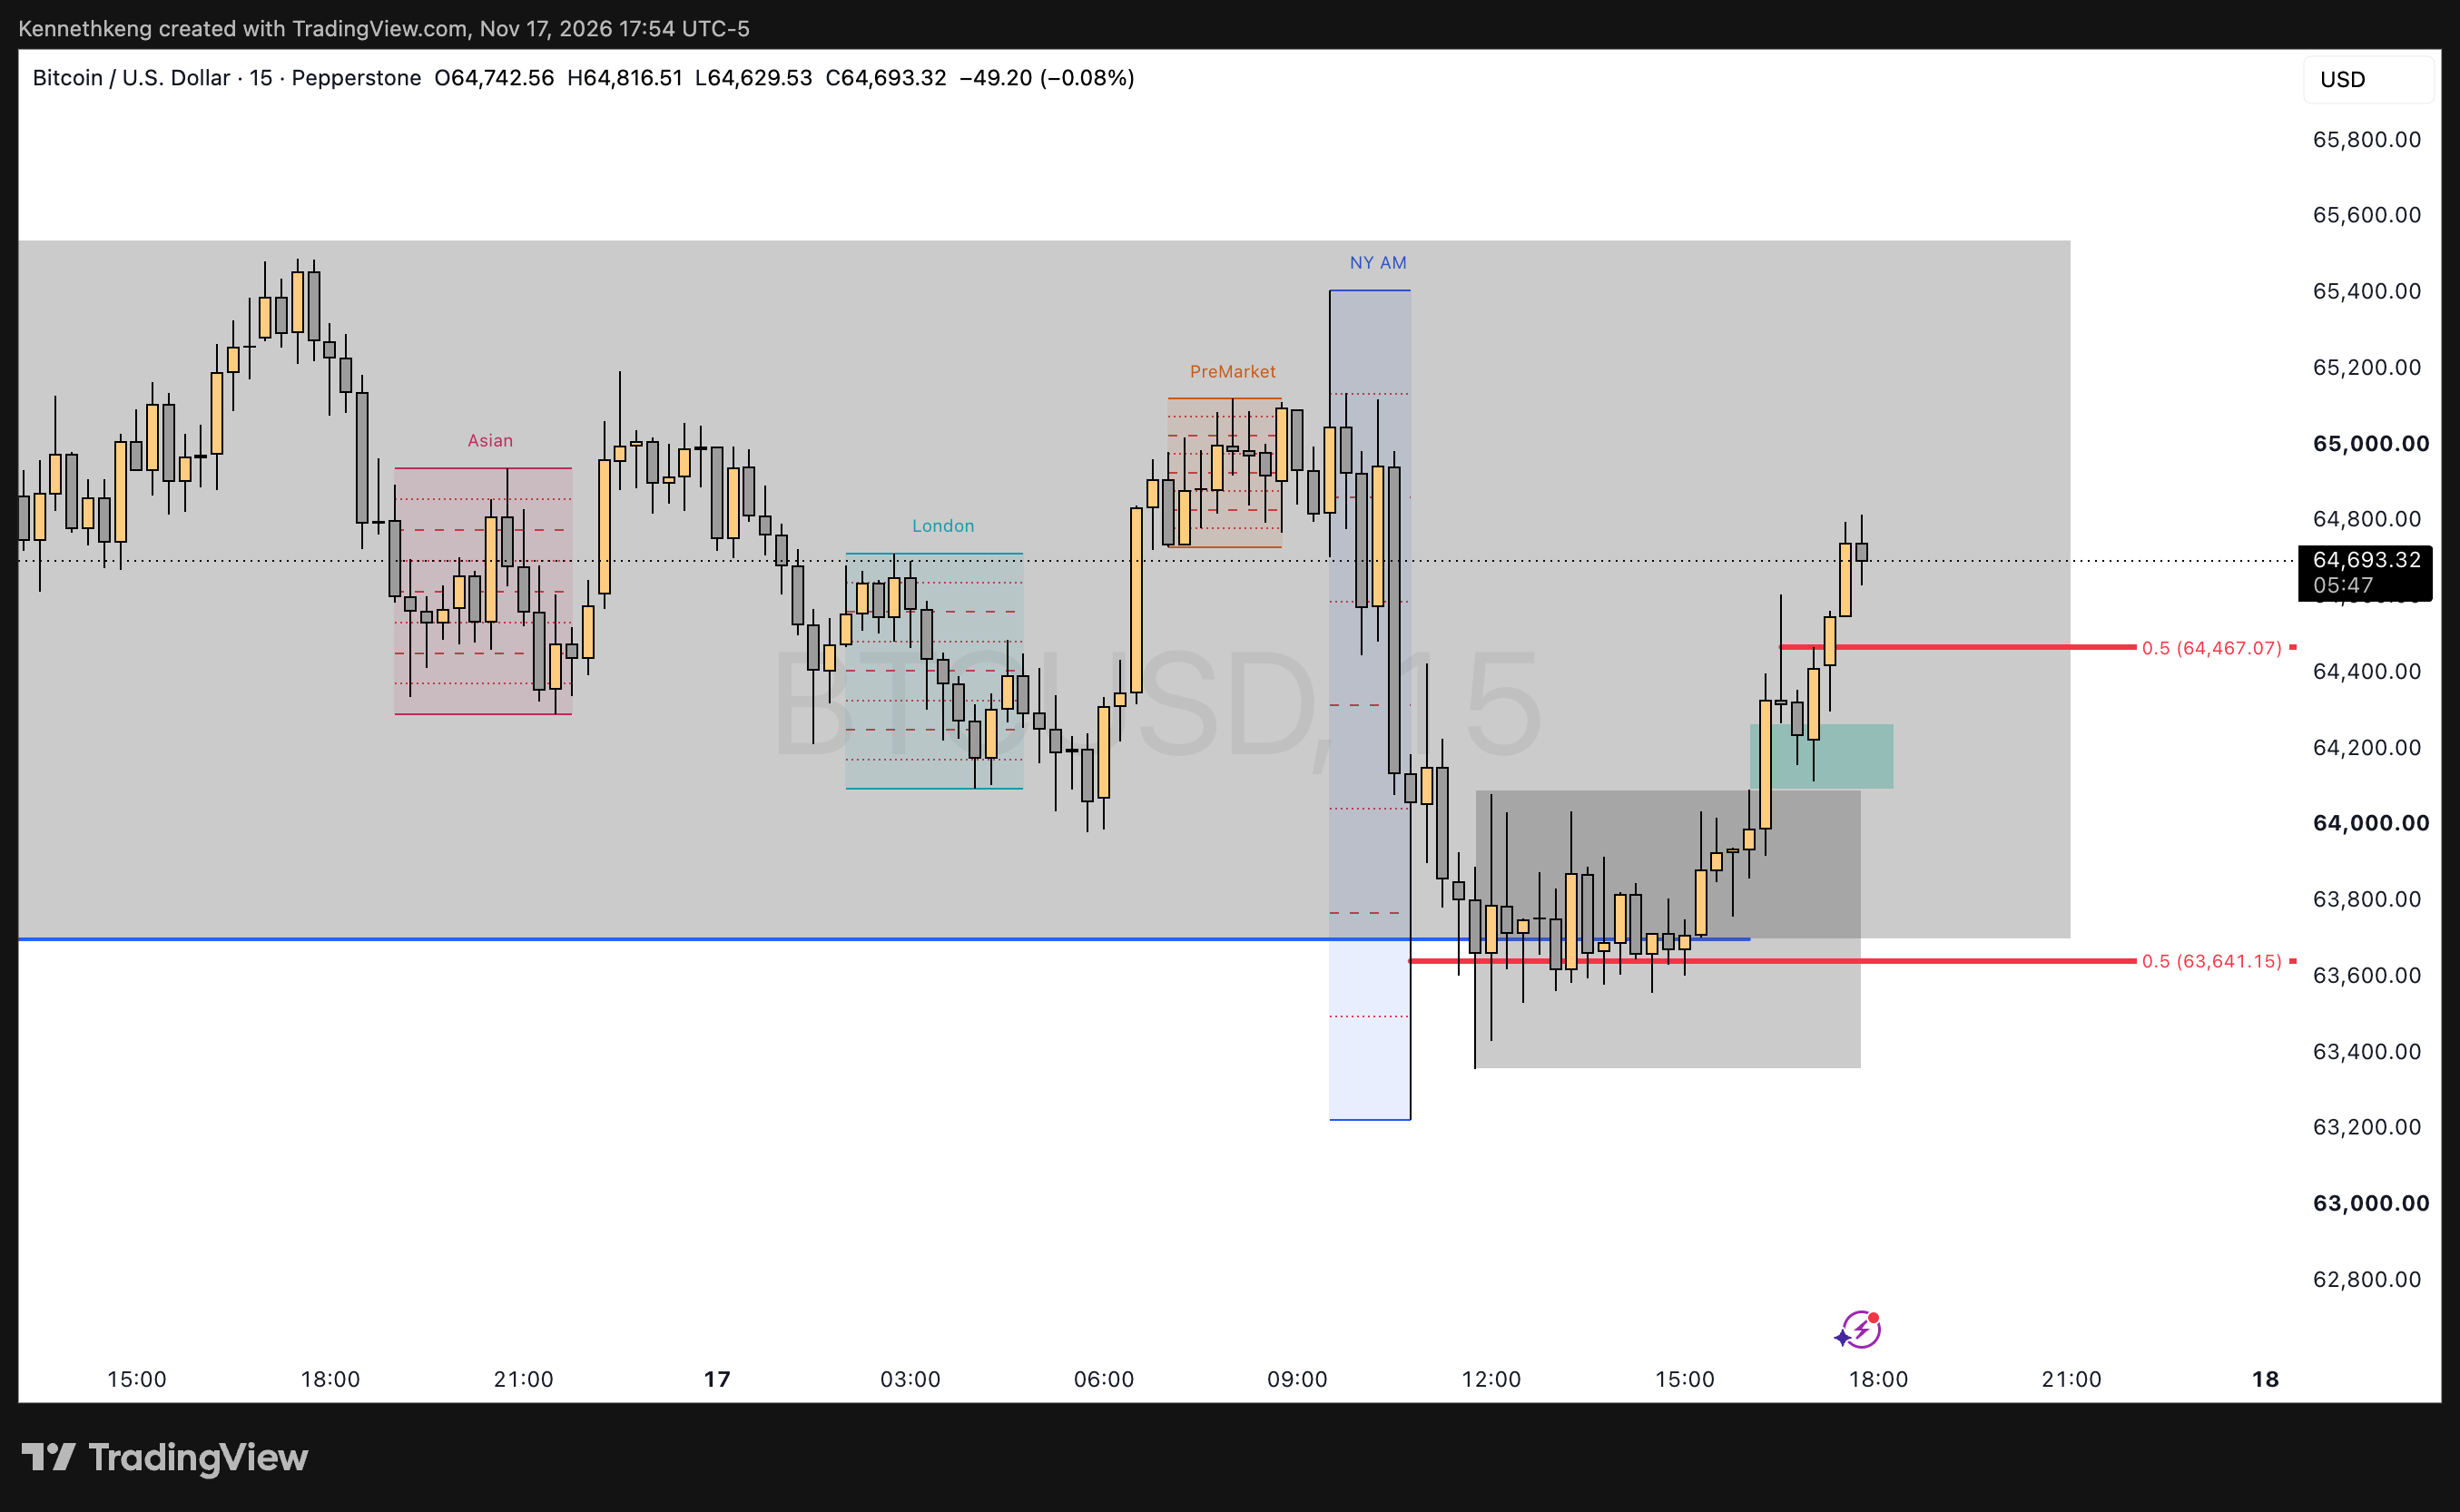 Kennethkeng created with TradingView.com, Nov 17, 2026 17:54 UTC-5
Bitcoin / U.S. Dollar · 15 · Pepperstone O64,742.56 H64,816.51 L64,629.53 C64,693.32 −49.20 (−0.08%)
USD
65,800.00
65,600.00
NY AM
65,400.00
PreMarket
65,200.00
Asian
65,000.00
London
64,800.00
64,693.32
05:47
0.5 (64,467.07)
64,400.00
BTCUSD, 15
64,200.00
64,000.00
63,800.00
0.5 (63,641.15)
63,600.00
63,400.00
63,200.00
63,000.00
62,800.00
15:00 18:00 21:00 17 03:00 06:00 09:00 12:00 15:00 18:00 21:00 18
TradingView